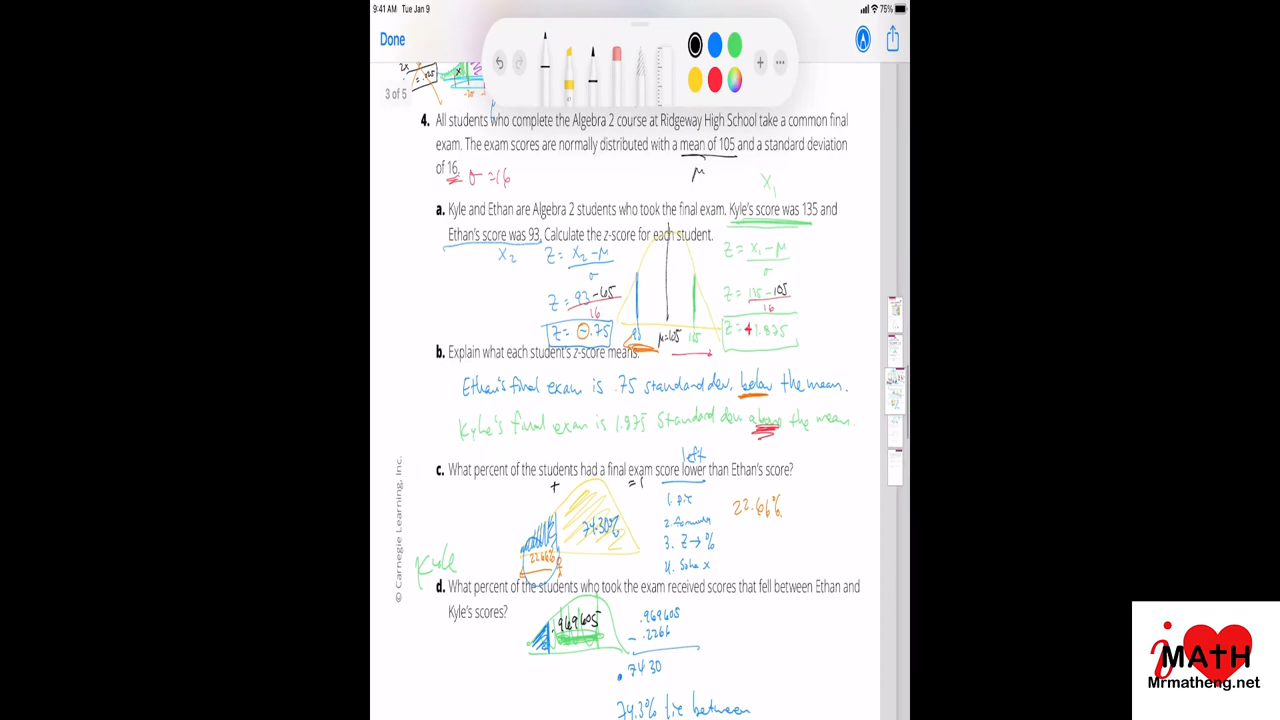 9:41 AM Tue Jan 9
75%
Done
3 of 5
4. All students who complete the Algebra 2 course at Ridgeway High School take a common final
exam. The exam scores are normally distributed with a mean of 105 and a standard deviation
of 16.
σ = 16
μ
x₁
a. Kyle and Ethan are Algebra 2 students who took the final exam. Kyle's score was 135 and
Ethan's score was 93. Calculate the z-score for each student.
x₂
z = x₂ - μ / σ
z = 93 - 105 / 16
z = -.75
93 μ=105 135
z = x₁ - μ / σ
z = 135 - 105 / 16
z = +1.875
b. Explain what each student's z-score means.
Ethan's final exam is .75 standard dev. below the mean.
Kyle's final exam is 1.875 standard dev above the mean.
left
c. What percent of the students had a final exam score lower than Ethan's score?
+ = 1
74.30%
22.66%
1. pic
2. formula
3. z → %
4. Solve x
22.66%
Kyle
d. What percent of the students who took the exam received scores that fell between Ethan and
Kyle's scores?
.969605
.969605
- .2266
.7430
74.3% lie between
© Carnegie Learning, Inc.
i
MATH
Mrmatheng.net